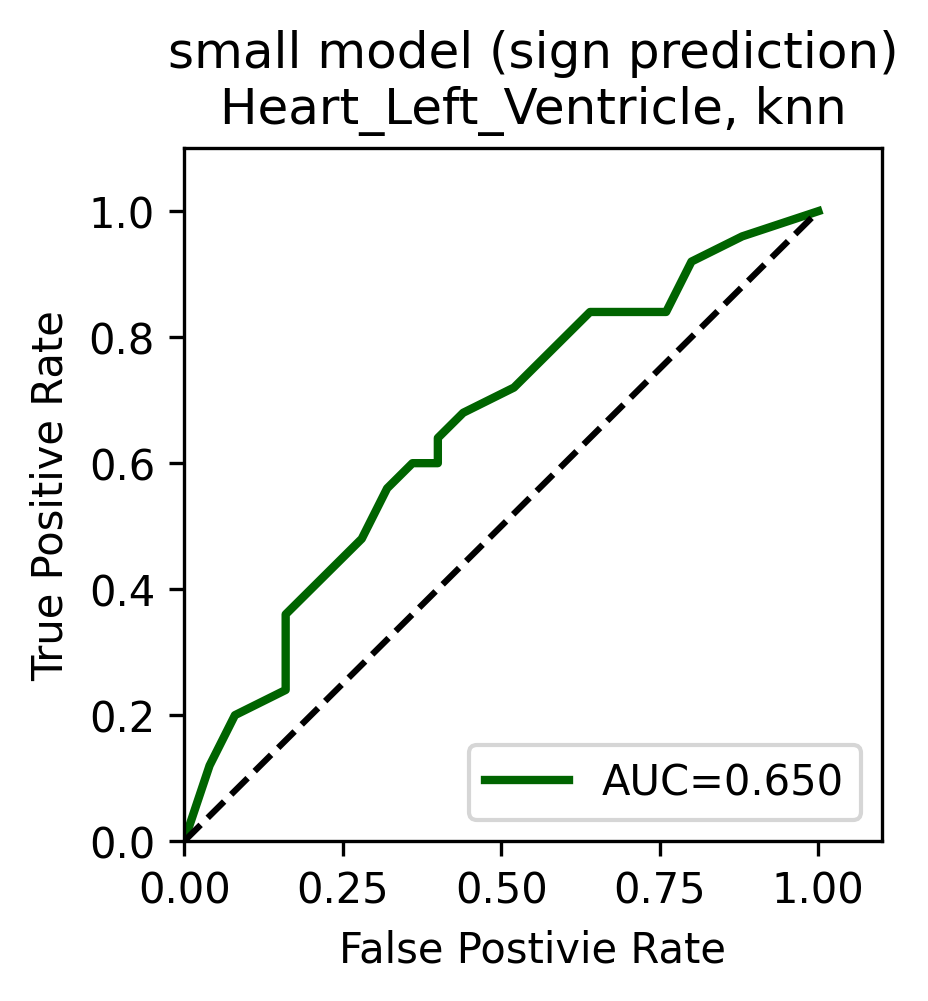 small model (sign prediction)
Heart_Left_Ventricle, knn
True Positive Rate
1.0
0.8
0.6
0.4
0.2
0.0
AUC=0.650
0.00 0.25 0.50 0.75 1.00
False Postivie Rate